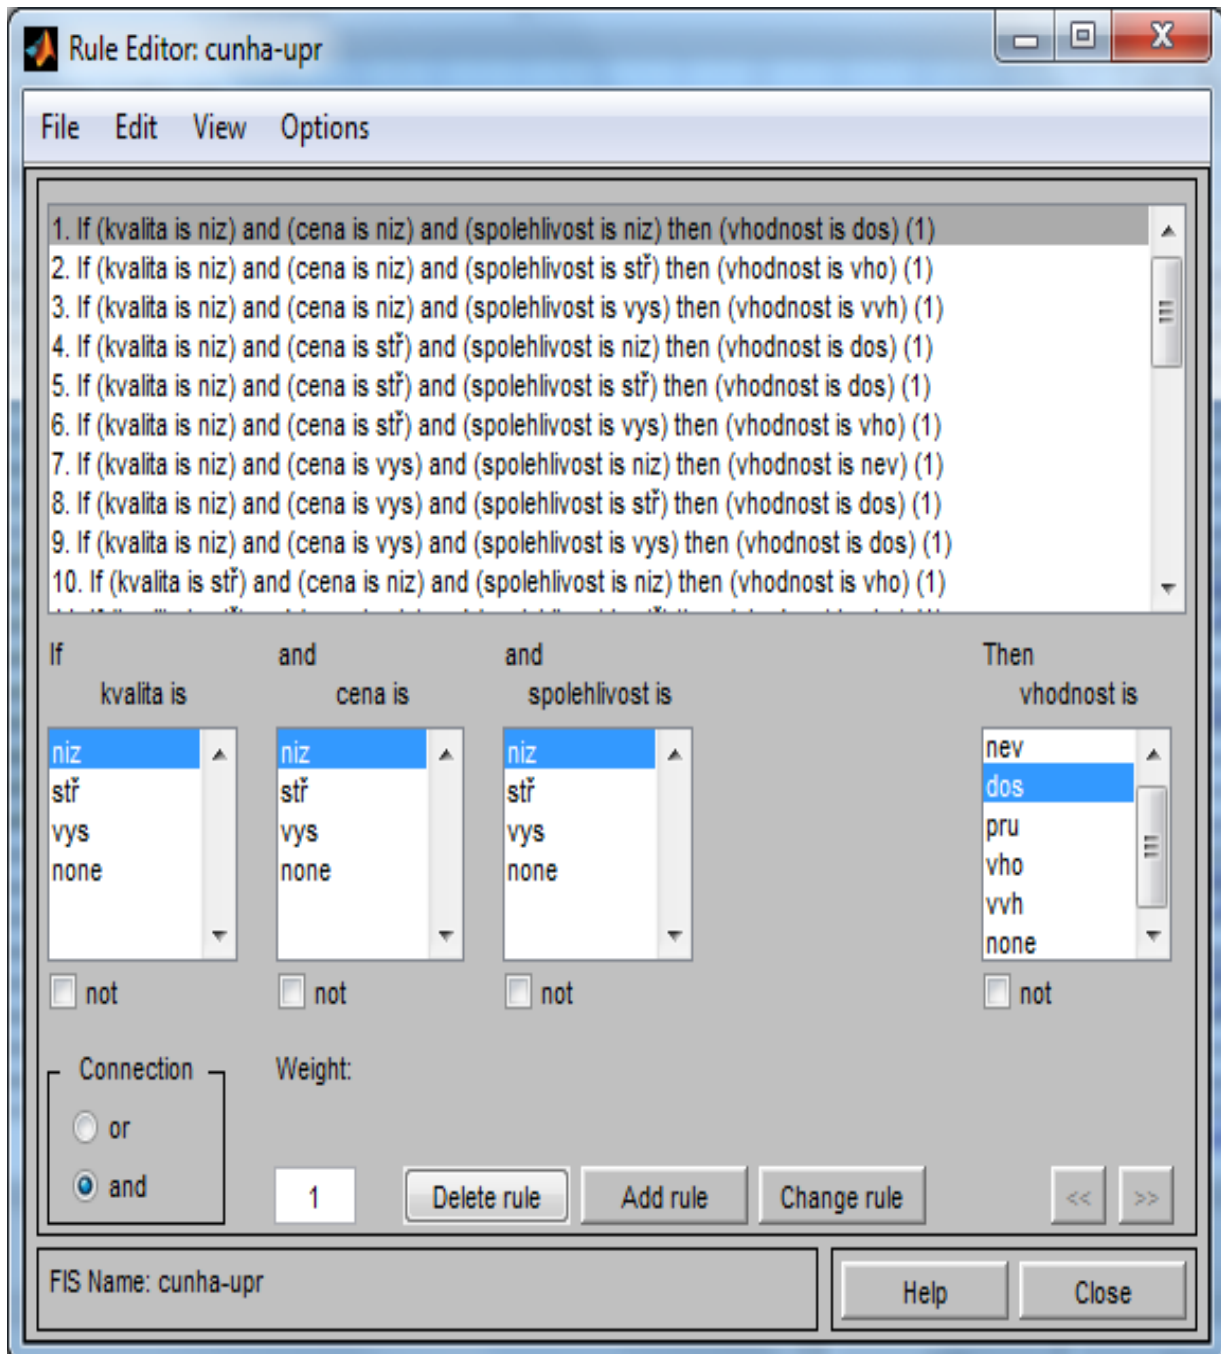 Rule Editor: cunha-upr
File Edit View Options
1. If (kvalita is niz) and (cena is niz) and (spolehlivost is niz) then (vhodnost is dos) (1)
2. If (kvalita is niz) and (cena is niz) and (spolehlivost is stř) then (vhodnost is vho) (1)
3. If (kvalita is niz) and (cena is niz) and (spolehlivost is vys) then (vhodnost is vvh) (1)
4. If (kvalita is niz) and (cena is stř) and (spolehlivost is niz) then (vhodnost is dos) (1)
5. If (kvalita is niz) and (cena is stř) and (spolehlivost is stř) then (vhodnost is dos) (1)
6. If (kvalita is niz) and (cena is stř) and (spolehlivost is vys) then (vhodnost is vho) (1)
7. If (kvalita is niz) and (cena is vys) and (spolehlivost is niz) then (vhodnost is nev) (1)
8. If (kvalita is niz) and (cena is vys) and (spolehlivost is stř) then (vhodnost is dos) (1)
9. If (kvalita is niz) and (cena is vys) and (spolehlivost is vys) then (vhodnost is dos) (1)
10. If (kvalita is stř) and (cena is niz) and (spolehlivost is niz) then (vhodnost is vho) (1)
If and and Then
kvalita is cena is spolehlivost is vhodnost is
niz niz niz nev
stř stř stř dos
vys vys vys pru
none none none vho
vvh
none
not not not not
Connection Weight:
or
and 1 Delete rule Add rule Change rule << >>
FIS Name: cunha-upr Help Close